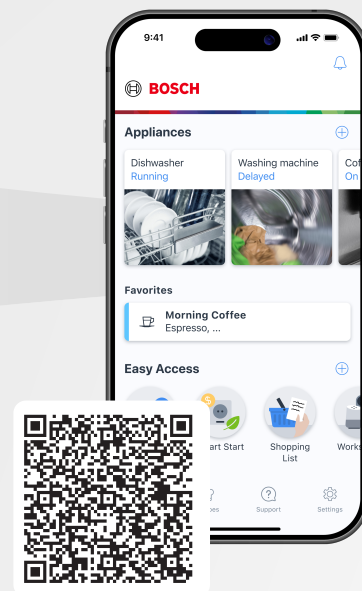 9:41
BOSCH
Appliances
Dishwasher
Running
Washing machine
Delayed
Cof
On
Favorites
Morning Coffee
Espresso, ...
Easy Access
art Start
Shopping
List
Works
es
Support
Settings